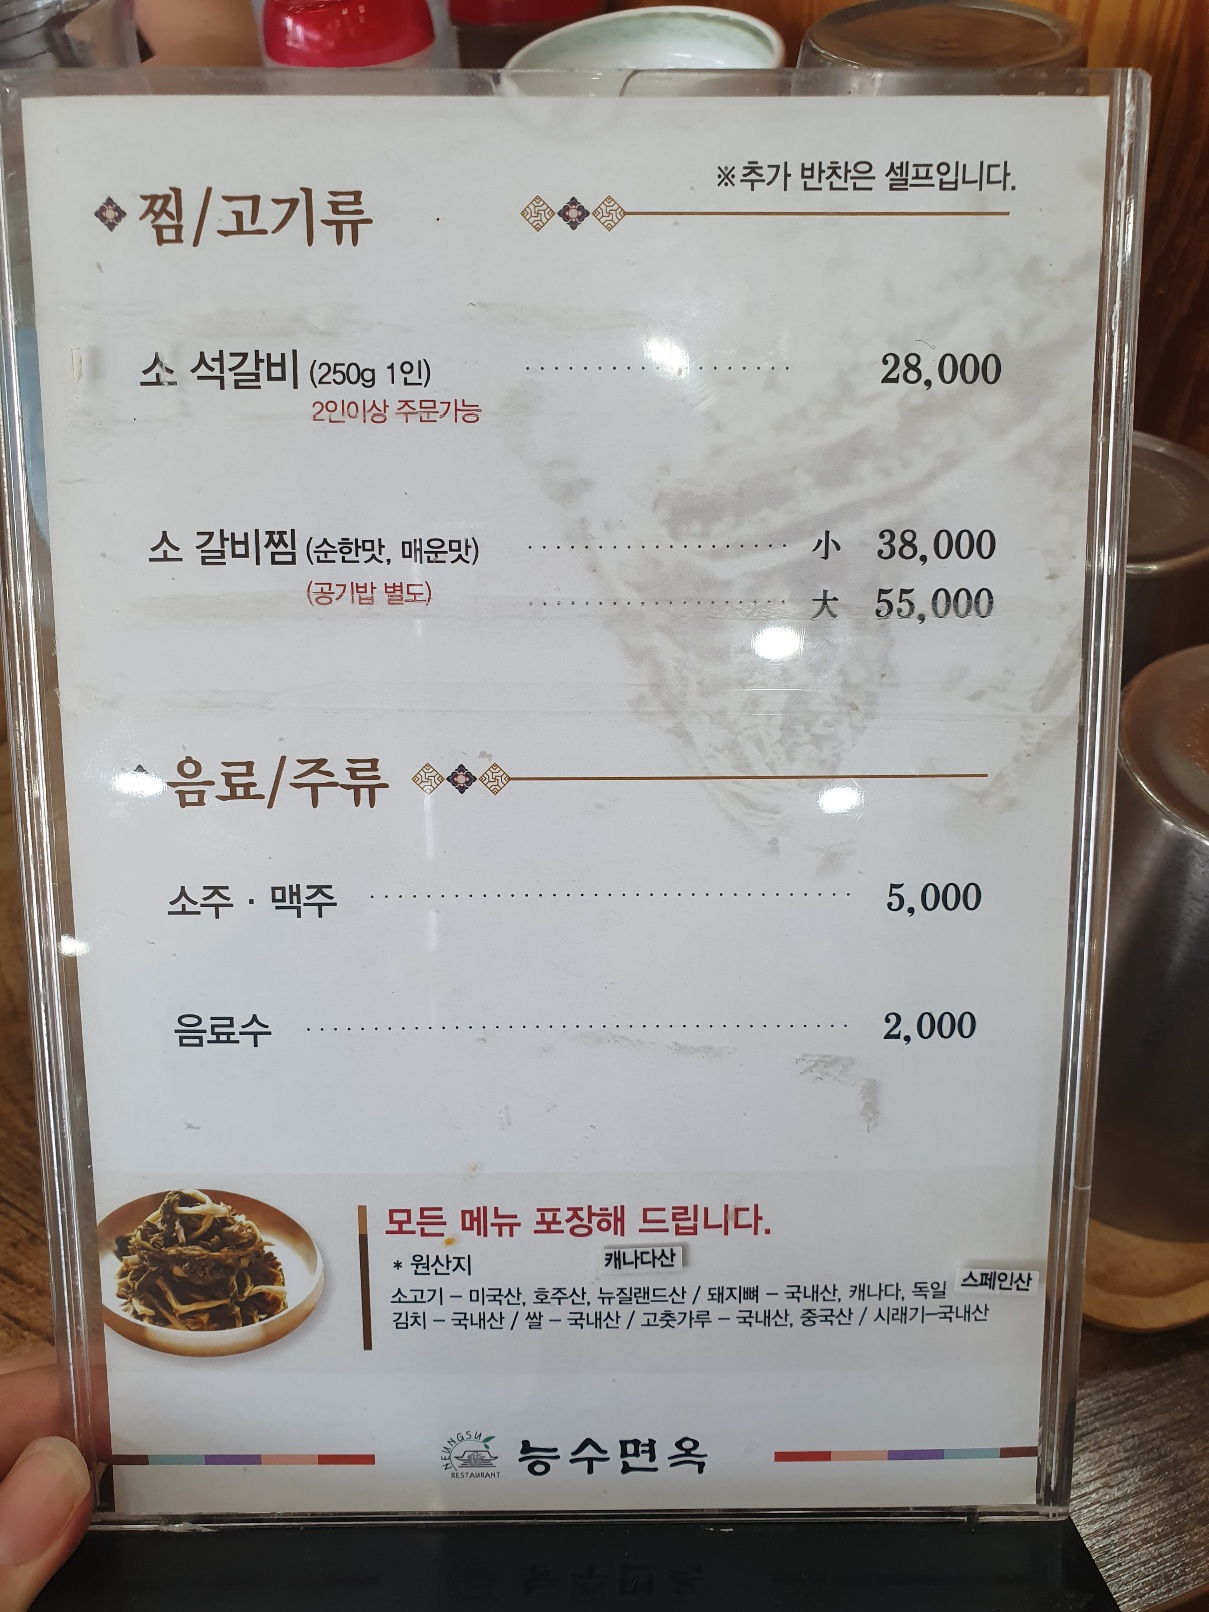 ※추가 반찬은 셀프입니다.
찜/고기류
소 석갈비 (250g 1인) 28,000
2인이상 주문가능
소 갈비찜 (순한맛, 매운맛) 小 38,000
(공기밥 별도) 大 55,000
음료/주류
소주 · 맥주 5,000
음료수 2,000
모든 메뉴 포장해 드립니다.
* 원산지 캐나다산
스페인산
소고기 – 미국산, 호주산, 뉴질랜드산 / 돼지뼈 – 국내산, 캐나다, 독일
김치 – 국내산 / 쌀 – 국내산 / 고춧가루 – 국내산, 중국산 / 시래기–국내산
NEUNGSU
RESTAURANT
능수면옥